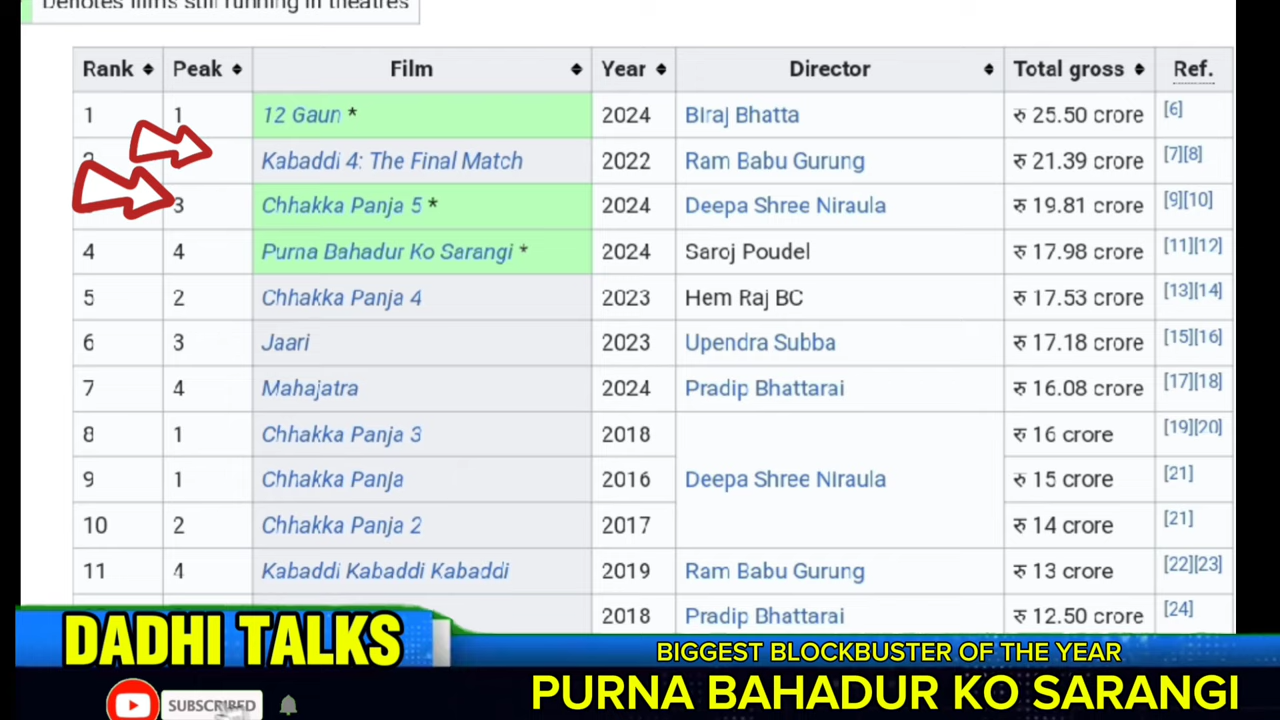 Denotes films still running in theatres
Rank Peak Film Year Director Total gross Ref.
1 1 12 Gaun * 2024 Biraj Bhatta रु 25.50 crore [6]
Kabaddi 4: The Final Match 2022 Ram Babu Gurung रु 21.39 crore [7][8]
3 Chhakka Panja 5 * 2024 Deepa Shree Niraula रु 19.81 crore [9][10]
4 4 Purna Bahadur Ko Sarangi * 2024 Saroj Poudel रु 17.98 crore [11][12]
5 2 Chhakka Panja 4 2023 Hem Raj BC रु 17.53 crore [13][14]
6 3 Jaari 2023 Upendra Subba रु 17.18 crore [15][16]
7 4 Mahajatra 2024 Pradip Bhattarai रु 16.08 crore [17][18]
8 1 Chhakka Panja 3 2018 रु 16 crore [19][20]
9 1 Chhakka Panja 2016 Deepa Shree Niraula रु 15 crore [21]
10 2 Chhakka Panja 2 2017 रु 14 crore [21]
11 4 Kabaddi Kabaddi Kabaddi 2019 Ram Babu Gurung रु 13 crore [22][23]
2018 Pradip Bhattarai रु 12.50 crore [24]
DADHI TALKS
BIGGEST BLOCKBUSTER OF THE YEAR
SUBSCRIBED
PURNA BAHADUR KO SARANGI